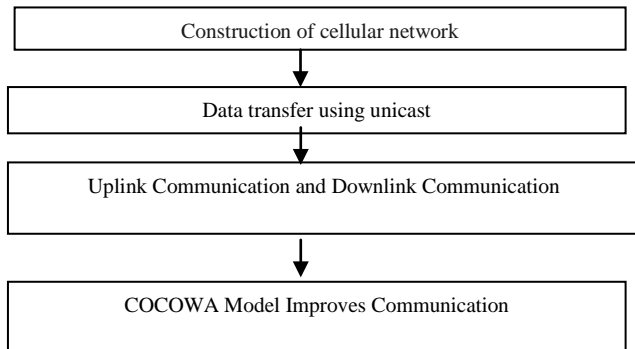 Construction of cellular network
Data transfer using unicast
Uplink Communication and Downlink Communication
COCOWA Model Improves Communication